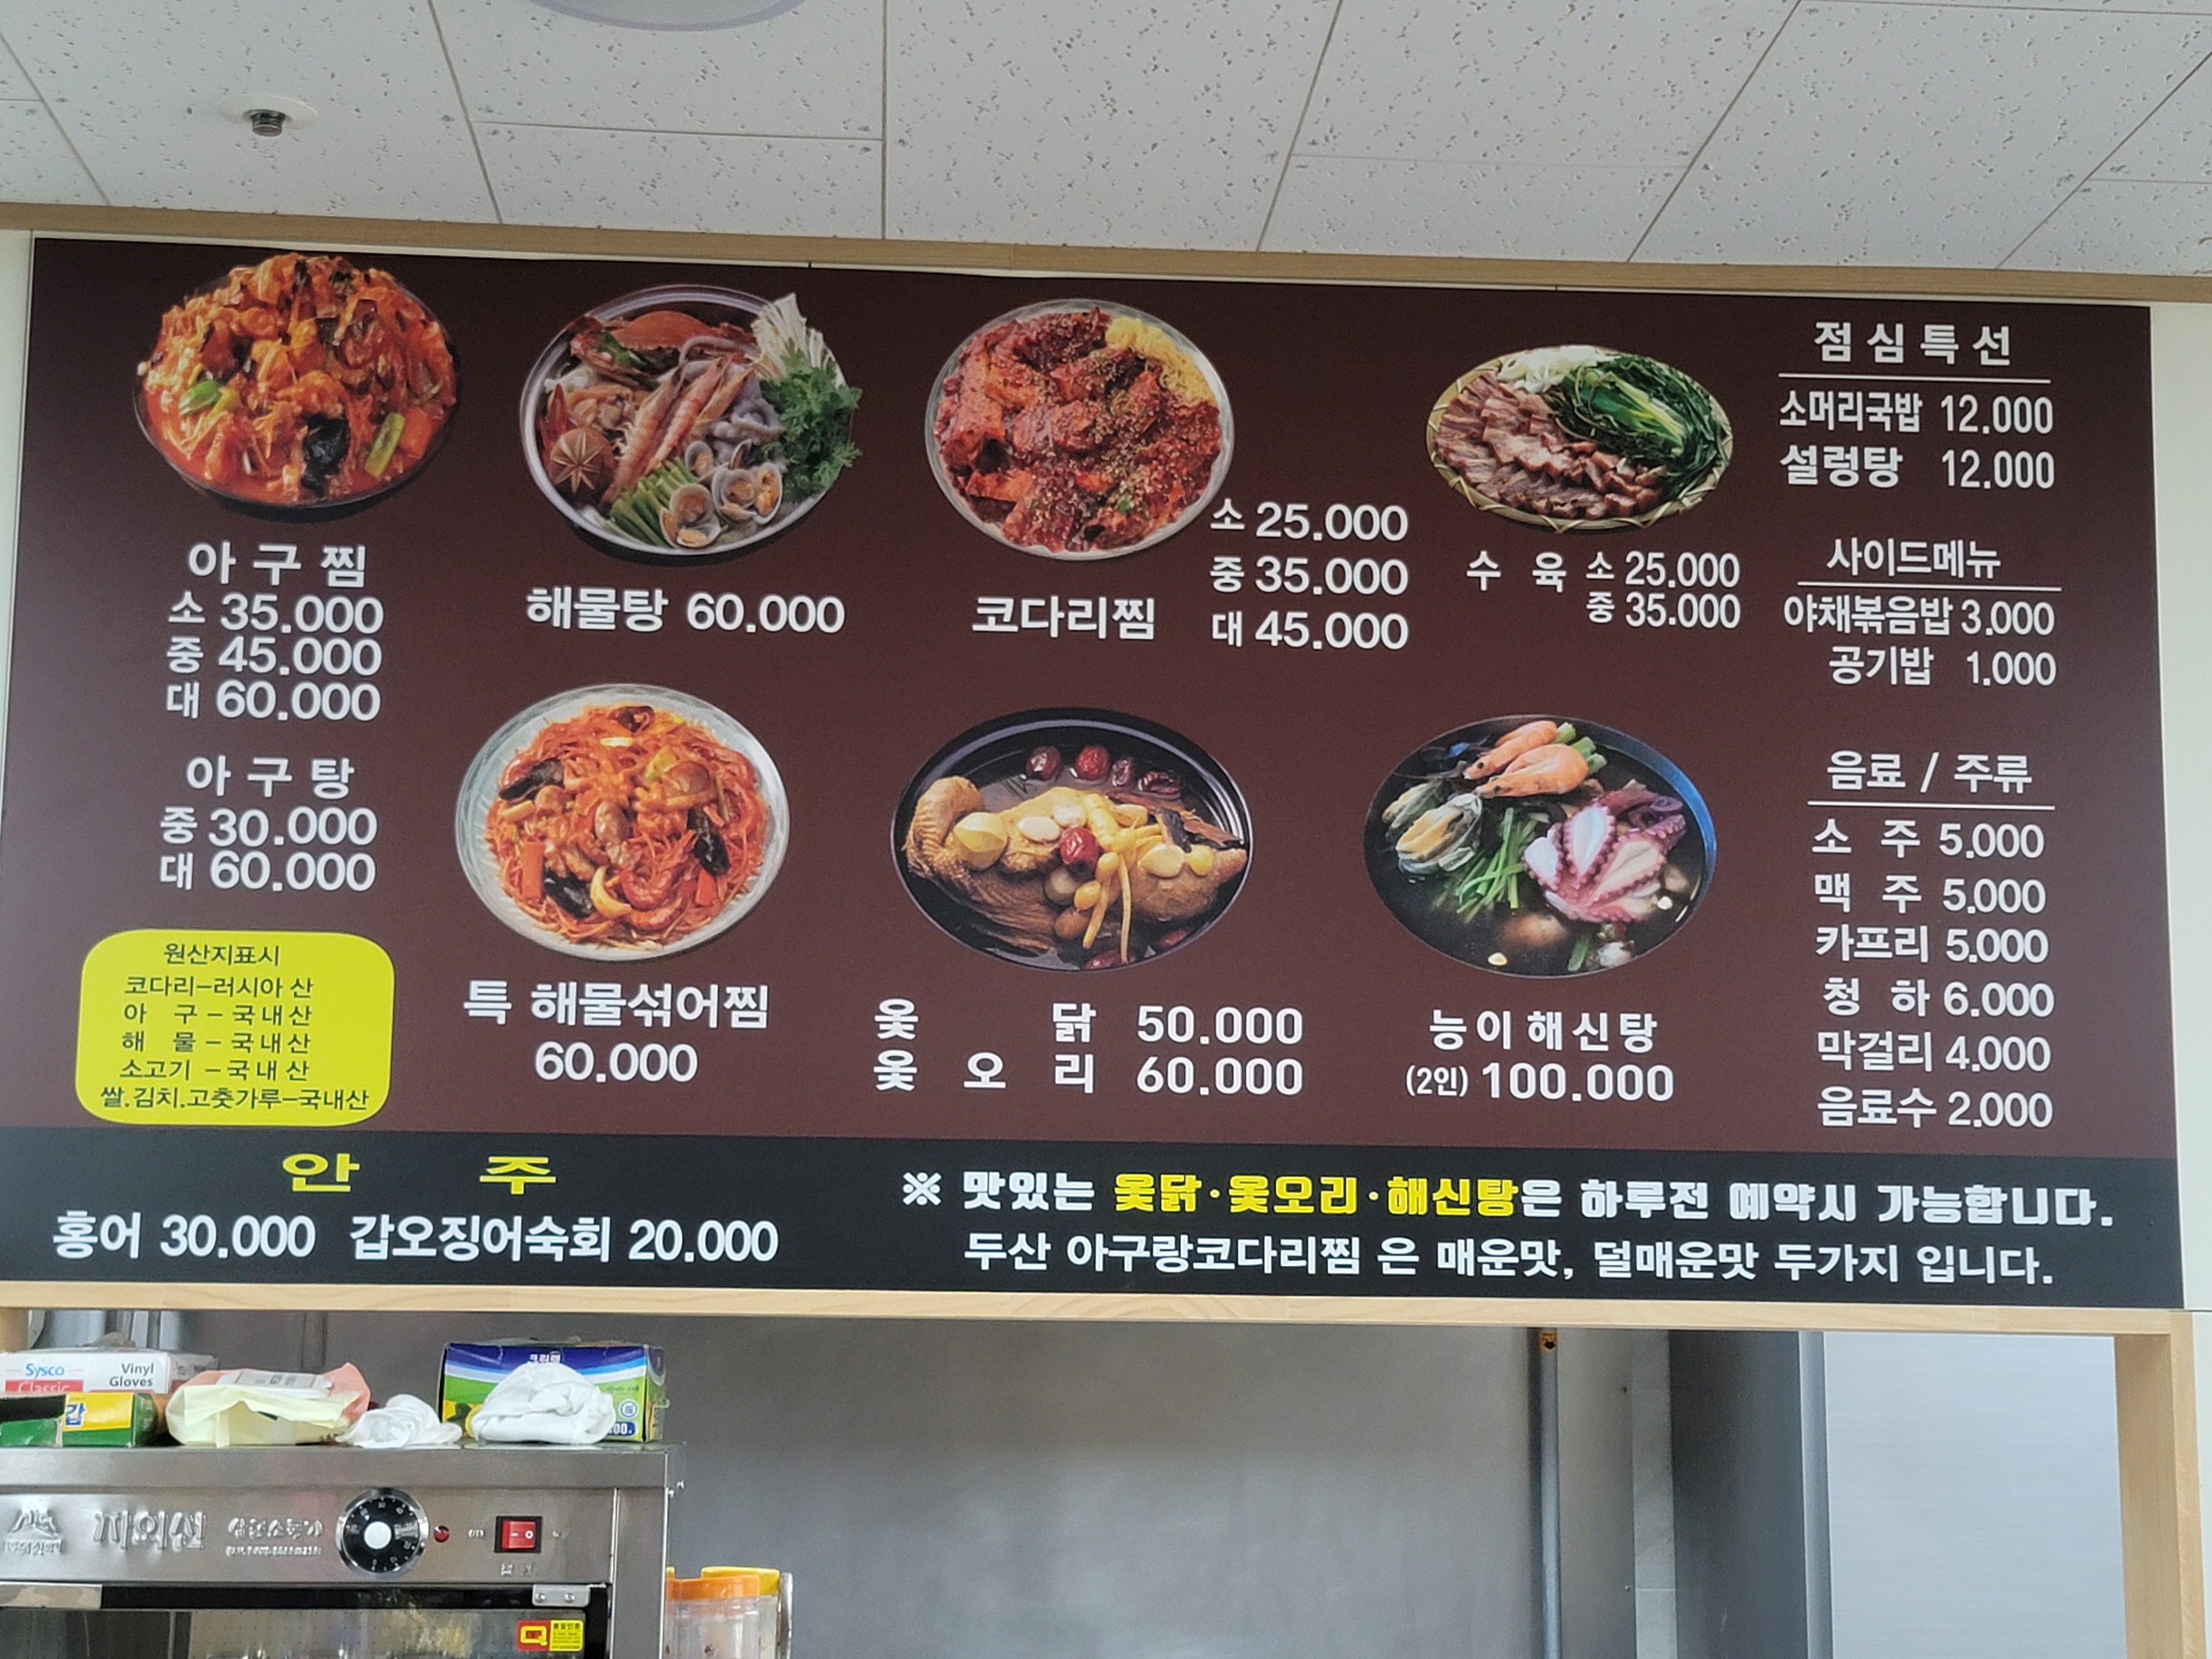 아구찜
소 35.000
중 45.000
대 60.000
아구탕
중 30.000
대 60.000
해물탕 60.000
코다리찜
소 25.000
중 35.000
대 45.000
수 육 소 25.000
중 35.000
점심특선
소머리국밥 12.000
설렁탕 12.000
사이드메뉴
야채볶음밥 3.000
공기밥 1.000
원산지표시
코다리-러시아 산
아 구 - 국내산
해 물 - 국내산
소고기 - 국내 산
쌀.김치.고춧가루-국내산
특 해물섞어찜
60.000
옻 닭 50.000
옻 오 리 60.000
능이해신탕
(2인) 100.000
음료 / 주류
소 주 5.000
맥 주 5.000
카프리 5.000
청 하 6.000
막걸리 4.000
음료수 2.000
안 주
홍어 30.000 갑오징어숙회 20.000
※ 맛있는 옻닭·옻오리·해신탕은 하루전 예약시 가능합니다.
두산 아구랑코다리찜 은 매운맛, 덜매운맛 두가지 입니다.
Sysco
Classic
Vinyl
Gloves